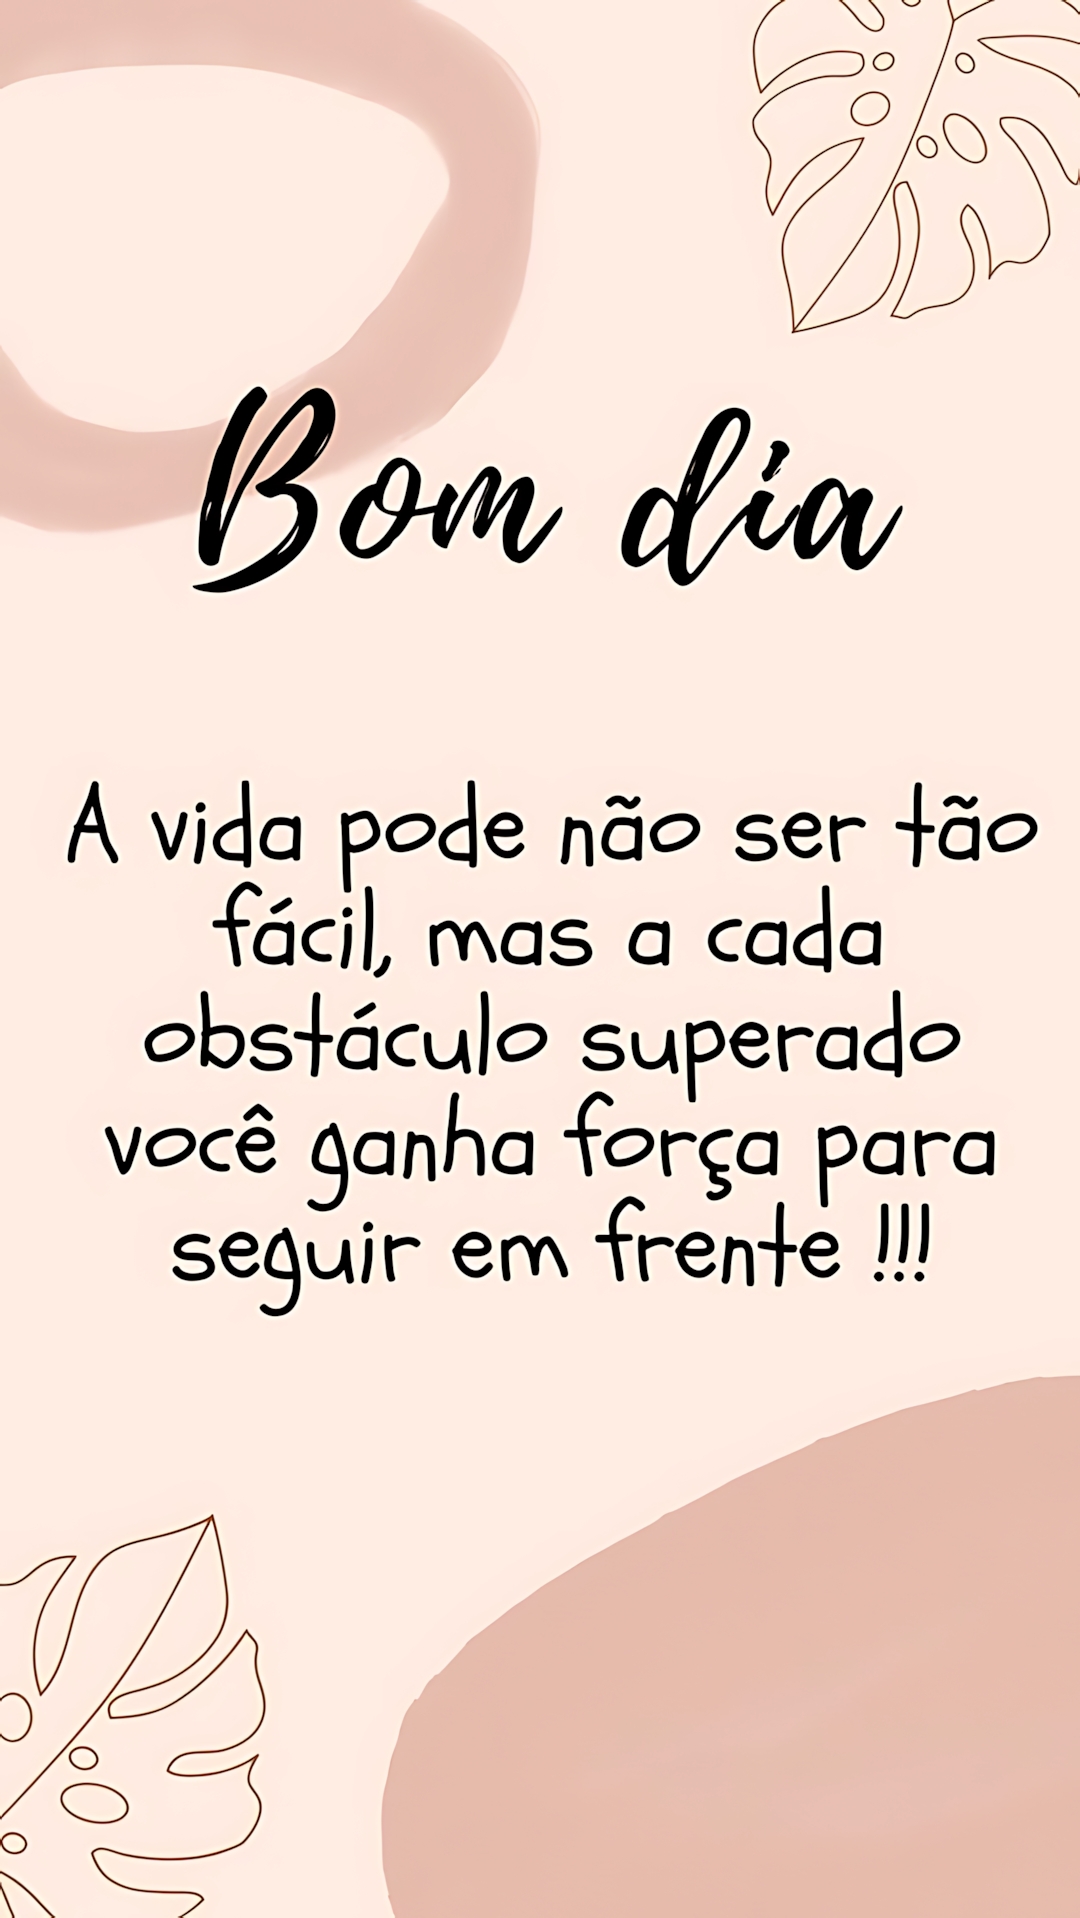 Bom dia
A vida pode não ser tão
fácil, mas a cada
obstáculo superado
você ganha força para
seguir em frente !!!